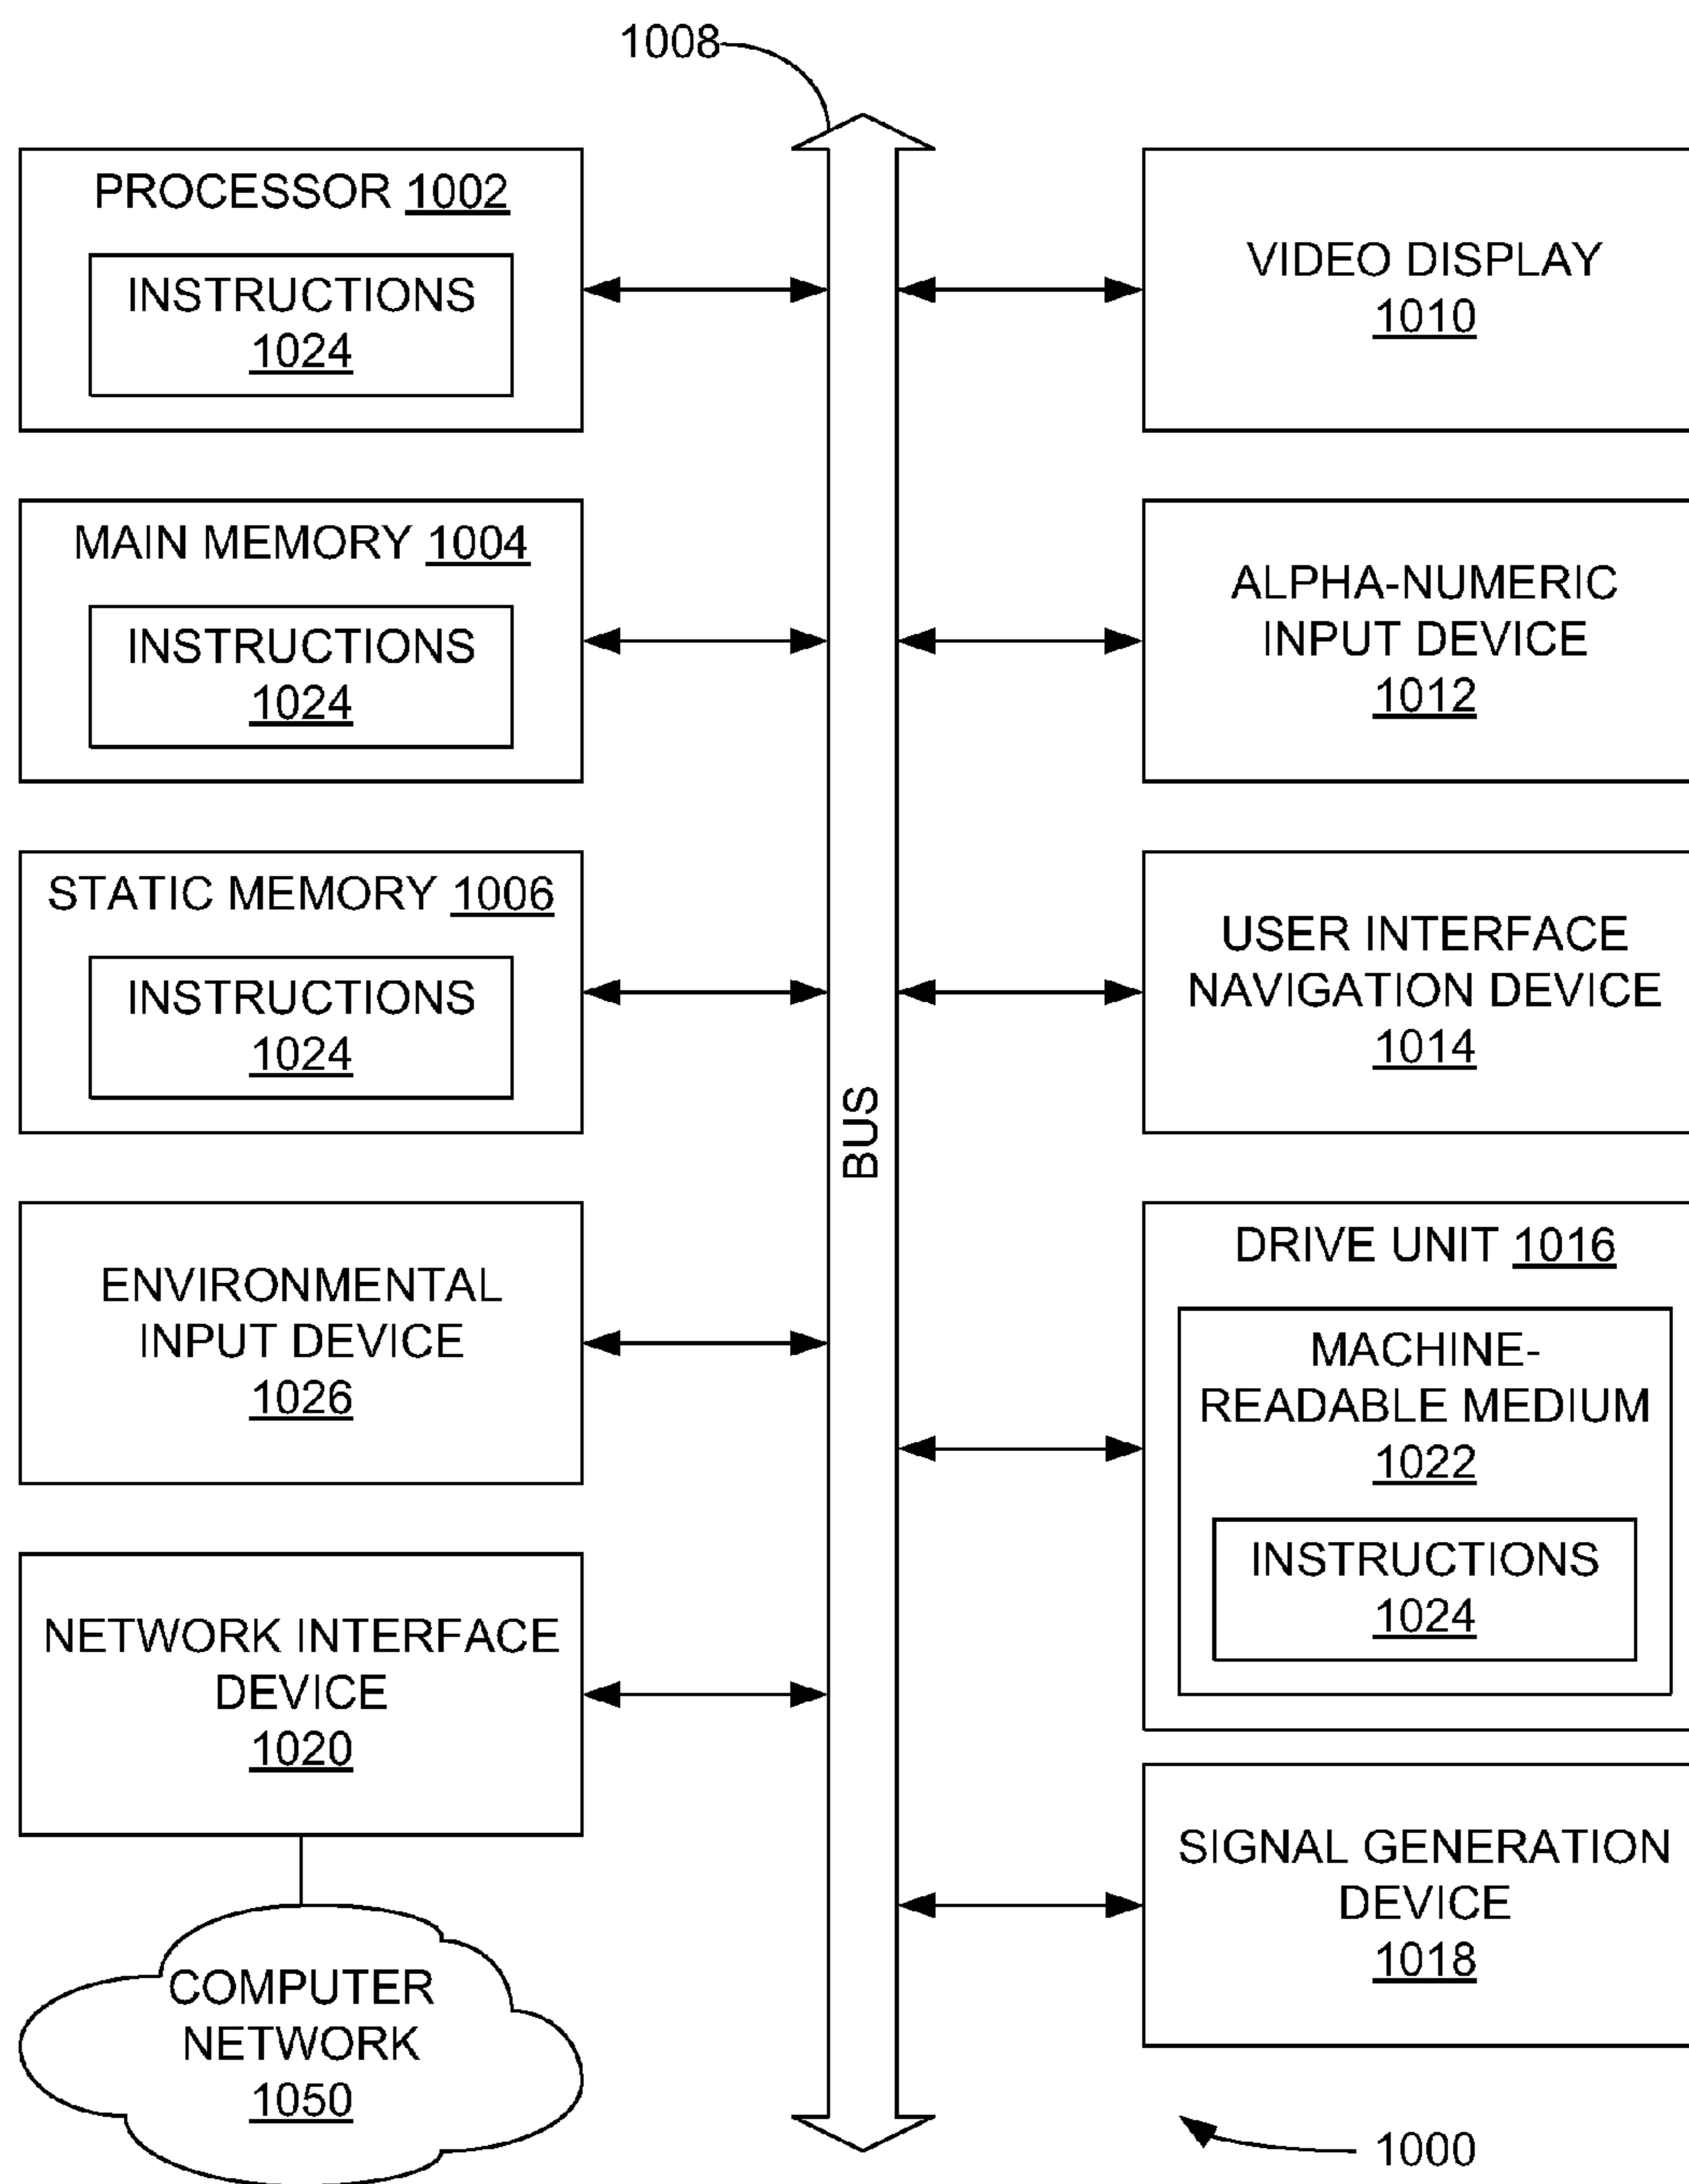 1008
PROCESSOR 1002
INSTRUCTIONS
1024
MAIN MEMORY 1004
INSTRUCTIONS
1024
STATIC MEMORY 1006
INSTRUCTIONS
1024
ENVIRONMENTAL
INPUT DEVICE
1026
NETWORK INTERFACE
DEVICE
1020
COMPUTER
NETWORK
1050
BUS
VIDEO DISPLAY
1010
ALPHA-NUMERIC
INPUT DEVICE
1012
USER INTERFACE
NAVIGATION DEVICE
1014
DRIVE UNIT 1016
MACHINE-
READABLE MEDIUM
1022
INSTRUCTIONS
1024
SIGNAL GENERATION
DEVICE
1018
1000